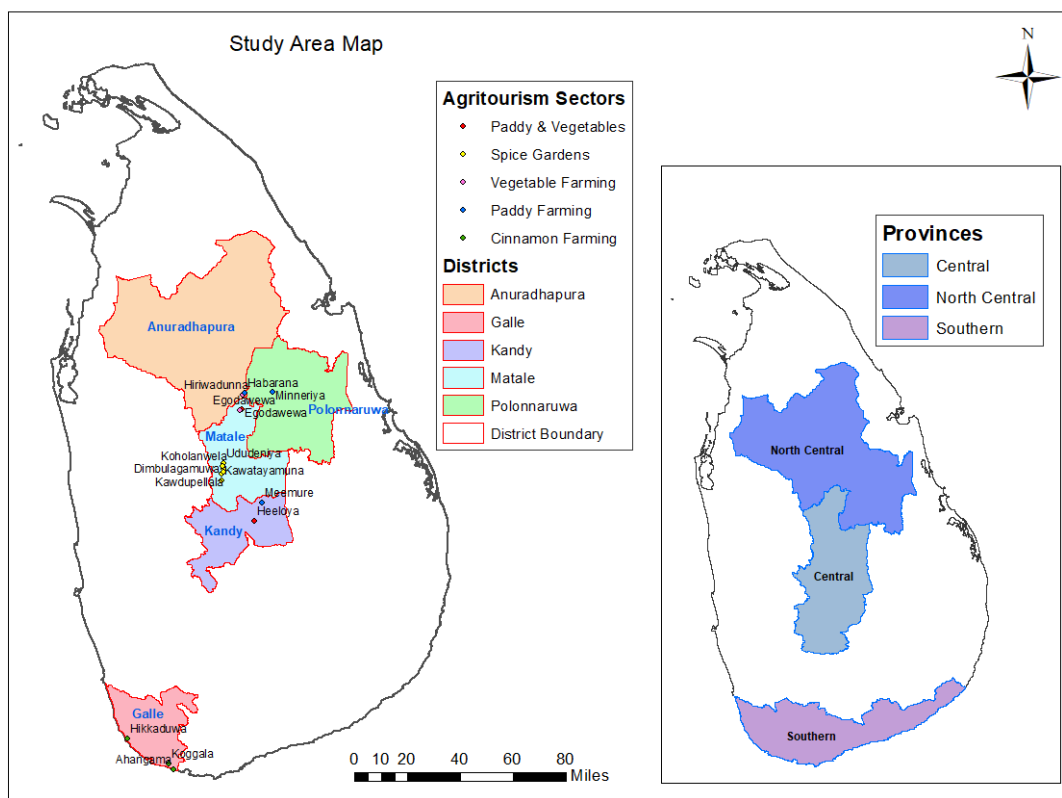 Study Area Map
N
Agritourism Sectors
Paddy & Vegetables
Spice Gardens
Vegetable Farming
Paddy Farming
Cinnamon Farming
Districts
Anuradhapura
Galle
Kandy
Matale
Polonnaruwa
District Boundary
Anuradhapura
Hiriwadunna
Habarana
Minneriya
Egodawewa
Egodawewa
Polonnaruwa
Matale
Koholanwela
Ududeniya
Dimbulagamuwa
Kawatayamuna
Kawdupellala
Meemure
Heeloya
Kandy
Galle
Hikkaduwa
Ahangama
Koggala
0 5 10 20 40 60 80
Miles
Provinces
Central
North Central
Southern
North Central
Central
Southern